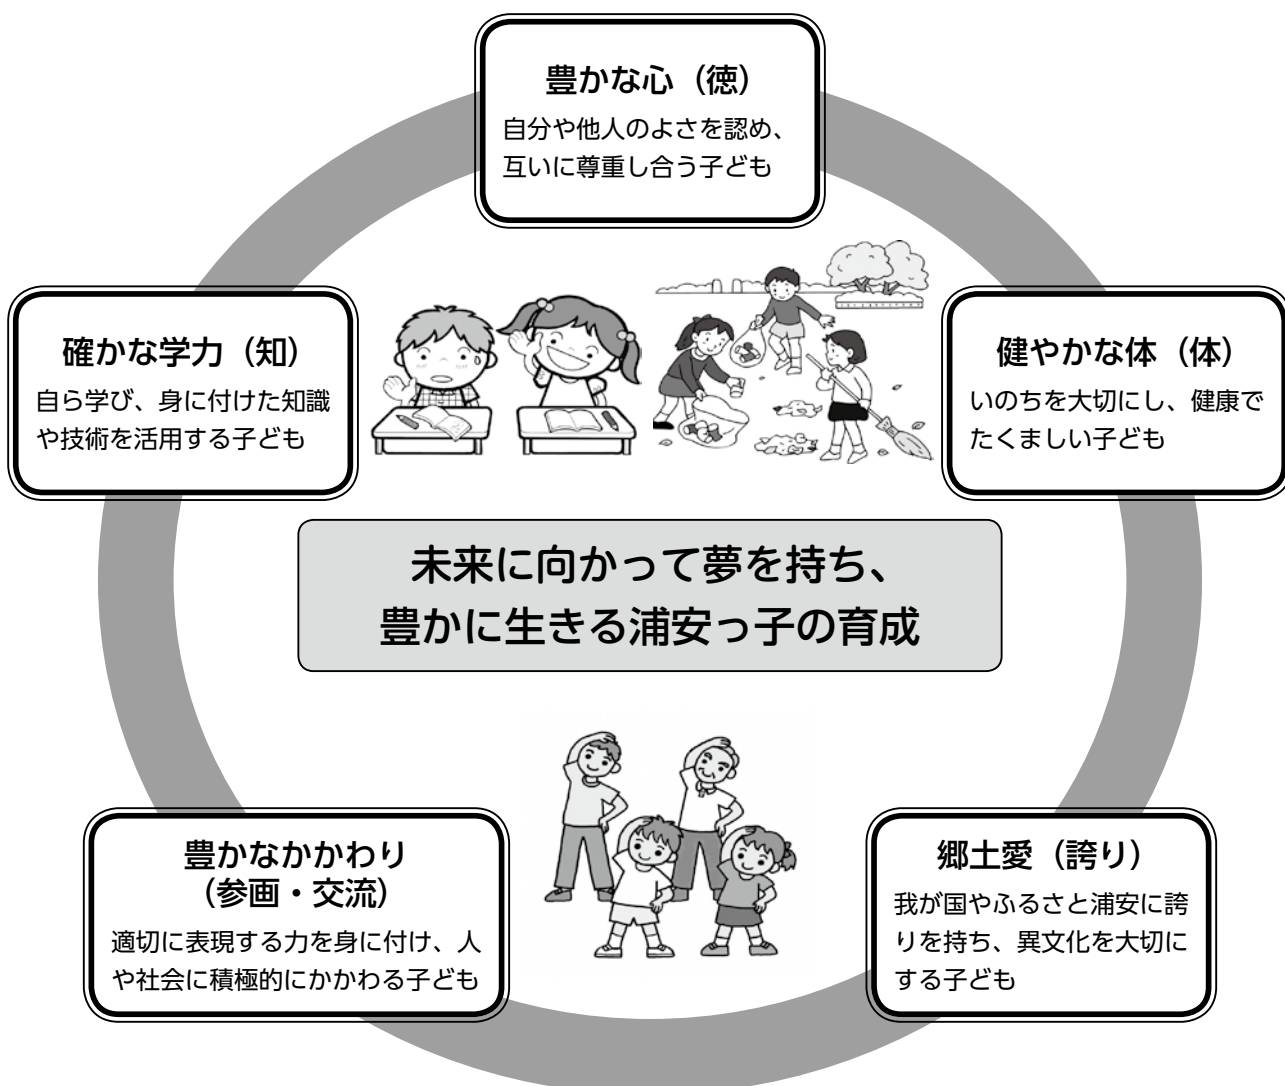 豊かな心（徳）
自分や他人のよさを認め、
互いに尊重し合う子ども
確かな学力（知）
自ら学び、身に付けた知識
や技術を活用する子ども
健やかな体（体）
いのちを大切にし、健康で
たくましい子ども
未来に向かって夢を持ち、
豊かに生きる浦安っ子の育成
豊かなかかわり
（参画・交流）
適切に表現する力を身に付け、人
や社会に積極的にかかわる子ども
郷土愛（誇り）
我が国やふるさと浦安に誇
りを持ち、異文化を大切に
する子ども